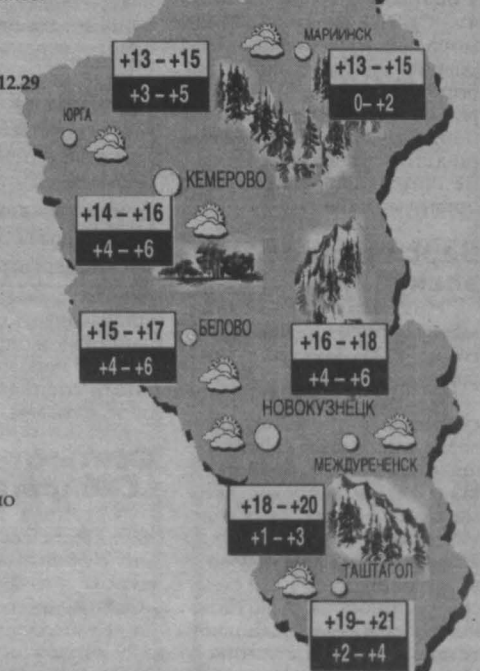 МАРИИНСК
+13 – +15
+3 – +5
+13 – +15
0– +2
12.29
ЮРГА
КЕМЕРОВО
+14 – +16
+4 – +6
+15 – +17
+4 – +6
БЕЛОВО
+16 – +18
+4 – +6
НОВОКУЗНЕЦК
МЕЖДУРЕЧЕНСК
+18 – +20
+1 – +3
ТАШТАГОЛ
+19– +21
+2 – +4